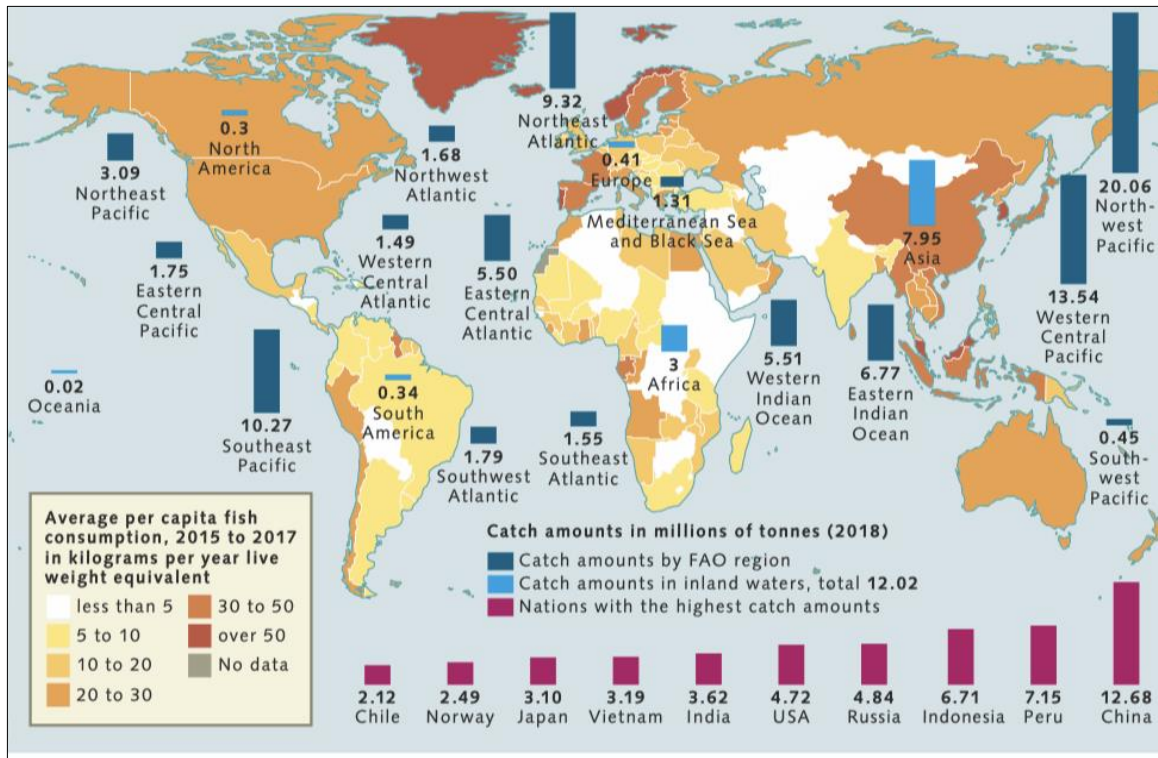 9.32
Northeast
Atlantic
20.06
North-
west
Pacific
0.3
North
America
3.09
Northeast
Pacific
1.68
Northwest
Atlantic
0.41
Europe
1.31
Mediterranean Sea
and Black Sea
7.95
Asia
1.75
Eastern
Central
Pacific
1.49
Western
Central
Atlantic
5.50
Eastern
Central
Atlantic
13.54
Western
Central
Pacific
0.02
Oceania
10.27
Southeast
Pacific
0.34
South
America
3
Africa
5.51
Western
Indian
Ocean
6.77
Eastern
Indian
Ocean
1.79
Southwest
Atlantic
1.55
Southeast
Atlantic
0.45
South-
west
Pacific
Average per capita fish
consumption, 2015 to 2017
in kilograms per year live
weight equivalent
less than 5
5 to 10
10 to 20
20 to 30
30 to 50
over 50
No data
Catch amounts in millions of tonnes (2018)
Catch amounts by FAO region
Catch amounts in inland waters, total 12.02
Nations with the highest catch amounts
2.12
Chile
2.49
Norway
3.10
Japan
3.19
Vietnam
3.62
India
4.72
USA
4.84
Russia
6.71
Indonesia
7.15
Peru
12.68
China